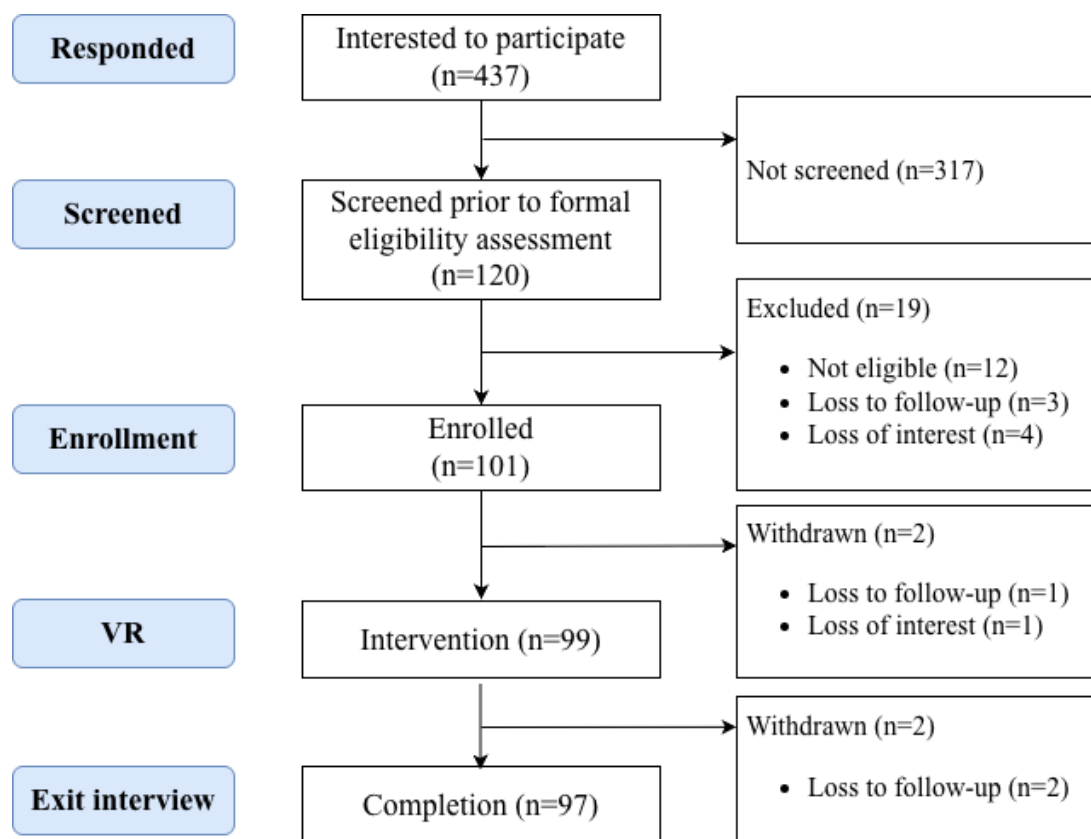 Responded
Interested to participate
(n=437)
Not screened (n=317)
Screened
Screened prior to formal
eligibility assessment
(n=120)
Excluded (n=19)
• Not eligible (n=12)
• Loss to follow-up (n=3)
• Loss of interest (n=4)
Enrollment
Enrolled
(n=101)
Withdrawn (n=2)
• Loss to follow-up (n=1)
• Loss of interest (n=1)
VR
Intervention (n=99)
Withdrawn (n=2)
• Loss to follow-up (n=2)
Exit interview
Completion (n=97)